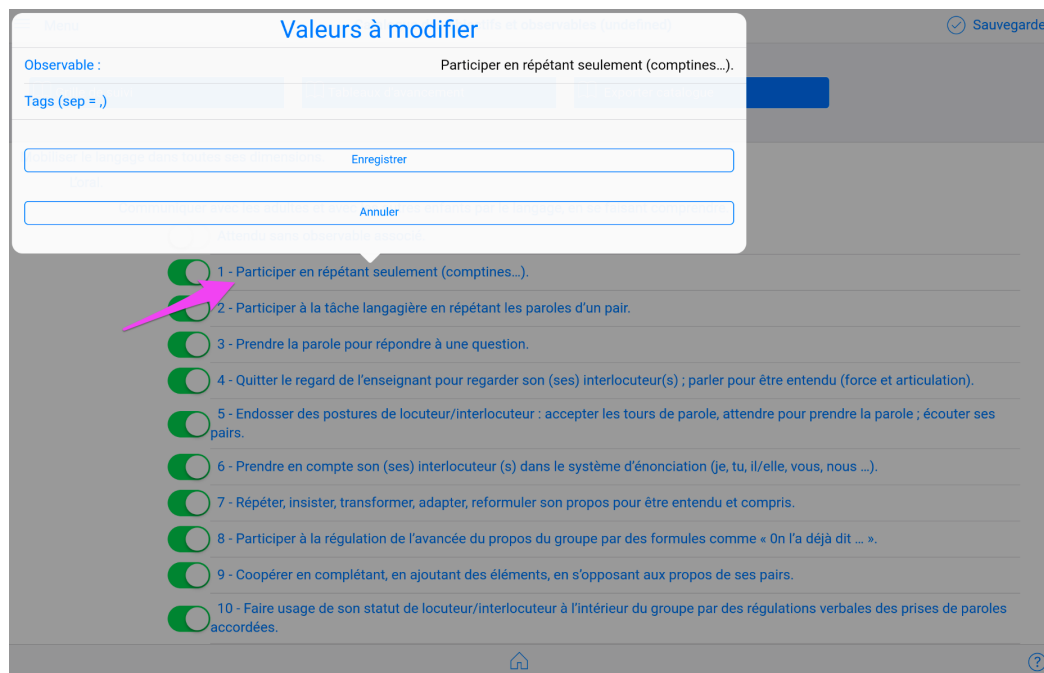 Menu
Valeurs à modifier
Sauvegarde
Observable :
Participer en répétant seulement (comptines…).
Tags (sep = ,)
Enregistrer
Annuler
1 - Participer en répétant seulement (comptines…).
2 - Participer à la tâche langagière en répétant les paroles d’un pair.
3 - Prendre la parole pour répondre à une question.
4 - Quitter le regard de l’enseignant pour regarder son (ses) interlocuteur(s) ; parler pour être entendu (force et articulation).
5 - Endosser des postures de locuteur/interlocuteur : accepter les tours de parole, attendre pour prendre la parole ; écouter ses
pairs.
6 - Prendre en compte son (ses) interlocuteur (s) dans le système d’énonciation (je, tu, il/elle, vous, nous …).
7 - Répéter, insister, transformer, adapter, reformuler son propos pour être entendu et compris.
8 - Participer à la régulation de l’avancée du propos du groupe par des formules comme « 0n l’a déjà dit … ».
9 - Coopérer en complétant, en ajoutant des éléments, en s’opposant aux propos de ses pairs.
10 - Faire usage de son statut de locuteur/interlocuteur à l’intérieur du groupe par des régulations verbales des prises de paroles
accordées.
?